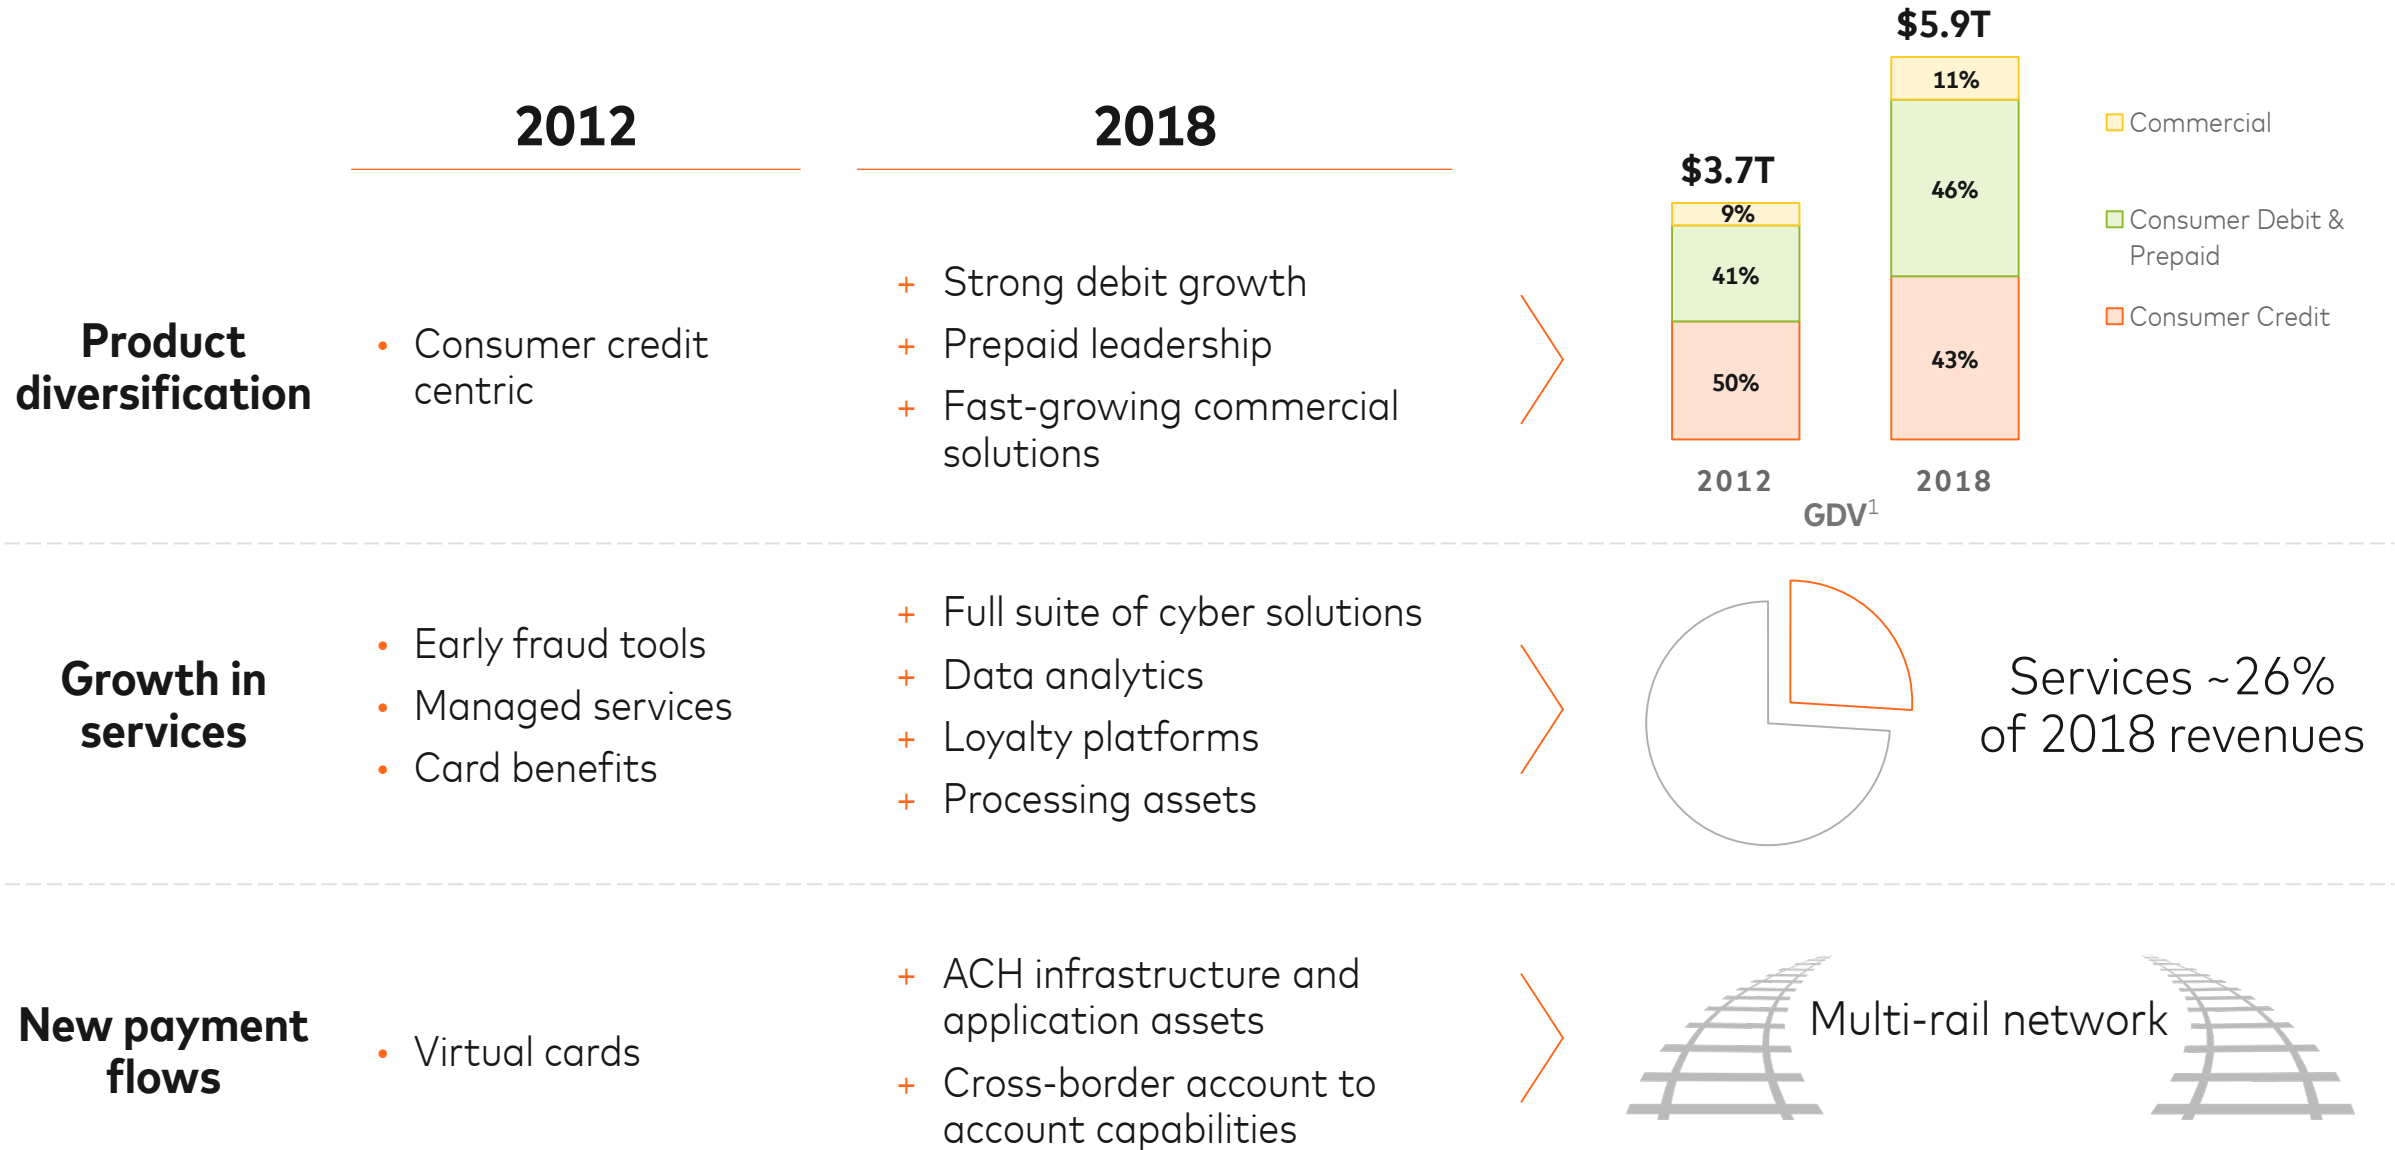 2012
2018
Product
diversification
• Consumer credit
centric
+ Strong debit growth
+ Prepaid leadership
+ Fast-growing commercial
solutions
$3.7T
9%
41%
50%
2012
$5.9T
11%
46%
43%
2018
GDV¹
Commercial
Consumer Debit &
Prepaid
Consumer Credit
Growth in
services
• Early fraud tools
• Managed services
• Card benefits
+ Full suite of cyber solutions
+ Data analytics
+ Loyalty platforms
+ Processing assets
Services ~26%
of 2018 revenues
New payment
flows
• Virtual cards
+ ACH infrastructure and
application assets
+ Cross-border account to
account capabilities
Multi-rail network